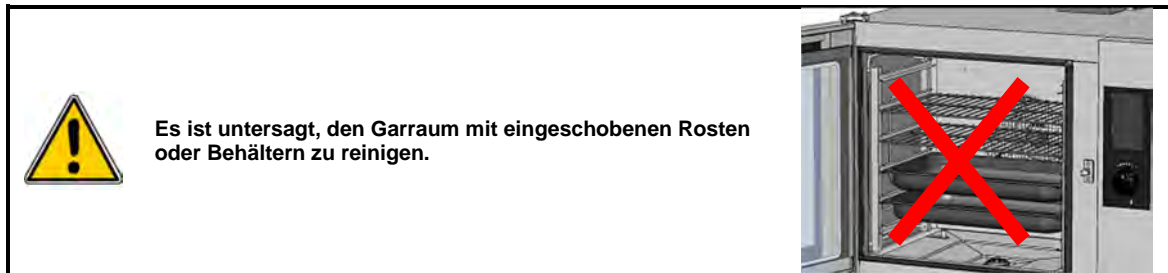 Es ist untersagt, den Garraum mit eingeschobenen Rosten
oder Behältern zu reinigen.